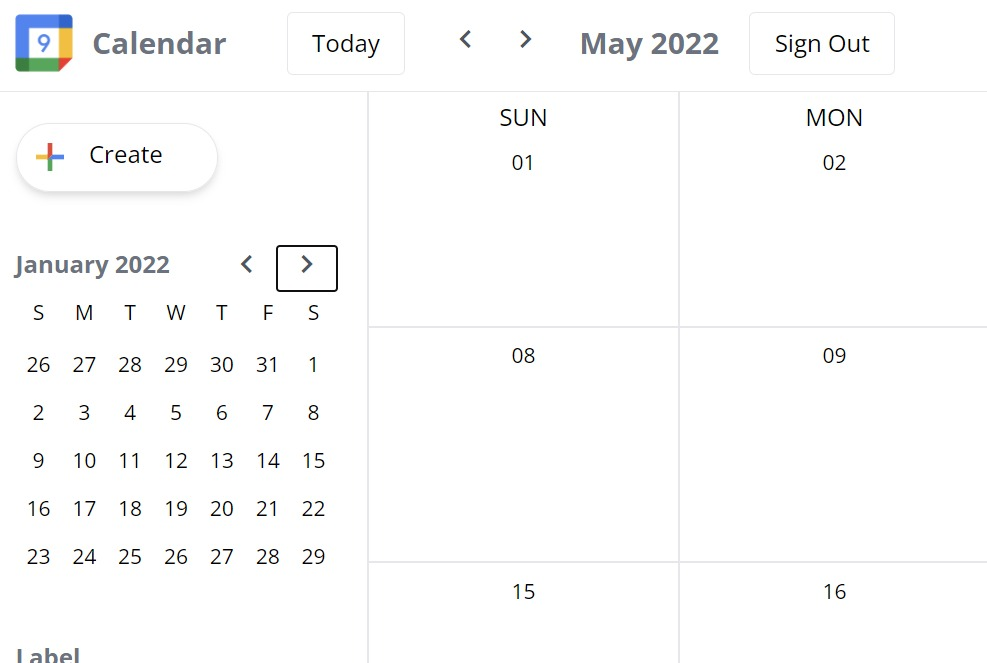 9 Calendar Today May 2022 Sign Out
SUN MON
01 02
Create
January 2022
S M T W T F S
26 27 28 29 30 31 1
2 3 4 5 6 7 8
9 10 11 12 13 14 15
16 17 18 19 20 21 22
23 24 25 26 27 28 29
08 09
15 16
Label